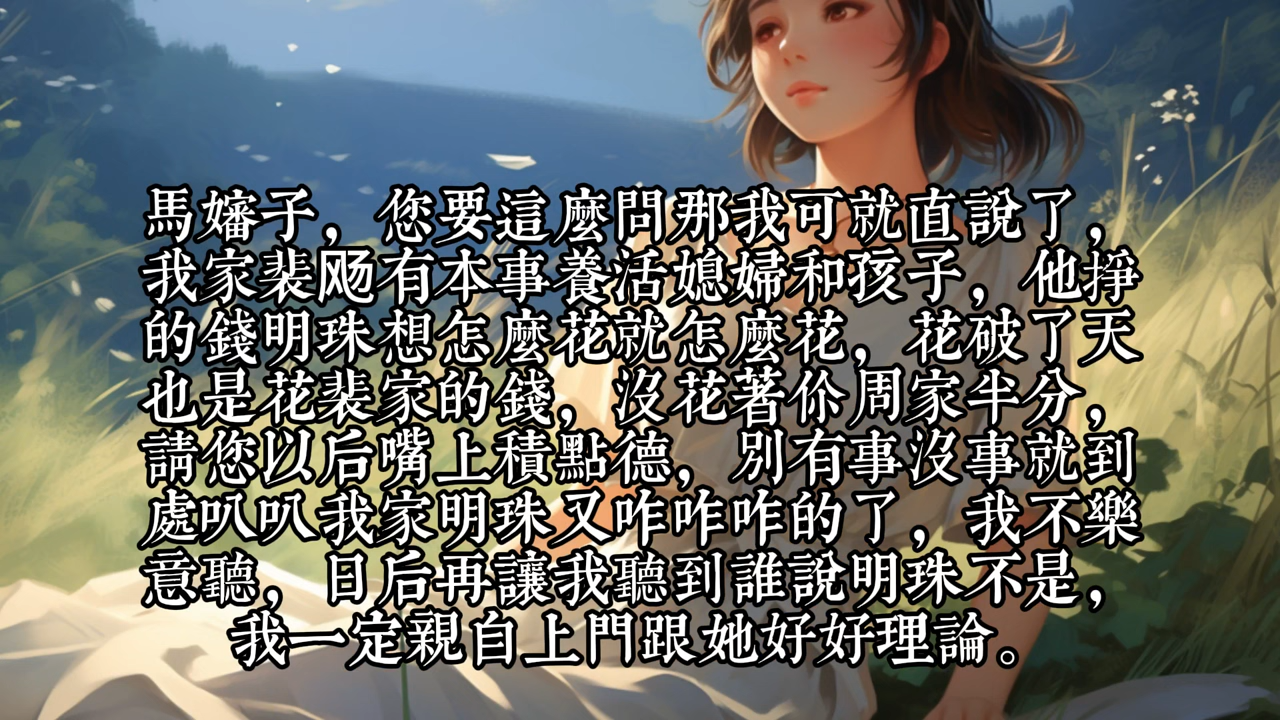 馬嬸子，您要這麼問那我可就直說了，
我家裴飏有本事養活媳婦和孩子，他掙
的錢明珠想怎麼花就怎麼花，花破了天
也是花裴家的錢，沒花著你周家半分，
請您以后嘴上積點德，別有事沒事就到
處叭叭我家明珠又咋咋咋的了，我不樂
意聽，日后再讓我聽到誰說明珠不是，
我一定親自上門跟她好好理論。